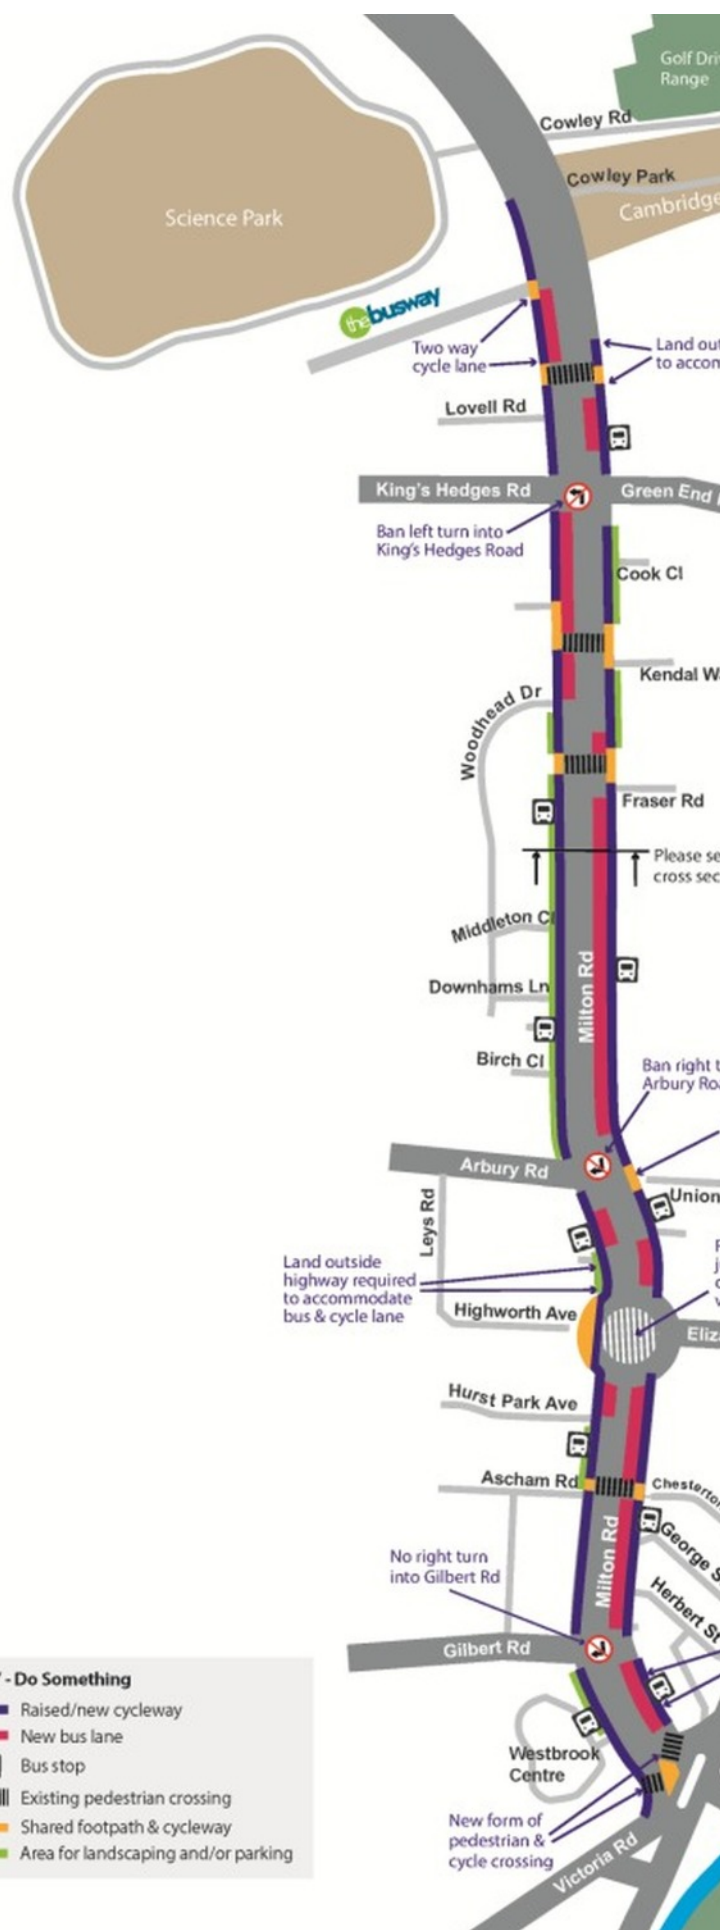 Golf Dri
Range
Cowley Rd
Cowley Park
Cambridge
Science Park
the busway
Two way
cycle lane
Land out
to accom
Lovell Rd
King's Hedges Rd
Green End
Ban left turn into
King's Hedges Road
Cook Cl
Kendal Wa
Woodhead Dr
Fraser Rd
Please se
cross sec
Middleton Cl
Milton Rd
Downhams Ln
Birch Cl
Ban right t
Arbury Roa
Arbury Rd
Union
Leys Rd
Land outside
highway required
to accommodate
bus & cycle lane
Highworth Ave
Eliza
Hurst Park Ave
Ascham Rd
Chesterton
George S
Milton Rd
No right turn
into Gilbert Rd
Herbert St
Gilbert Rd
' - Do Something
Raised/new cycleway
New bus lane
Bus stop
Existing pedestrian crossing
Shared footpath & cycleway
Area for landscaping and/or parking
Westbrook
Centre
New form of
pedestrian &
cycle crossing
Victoria Rd